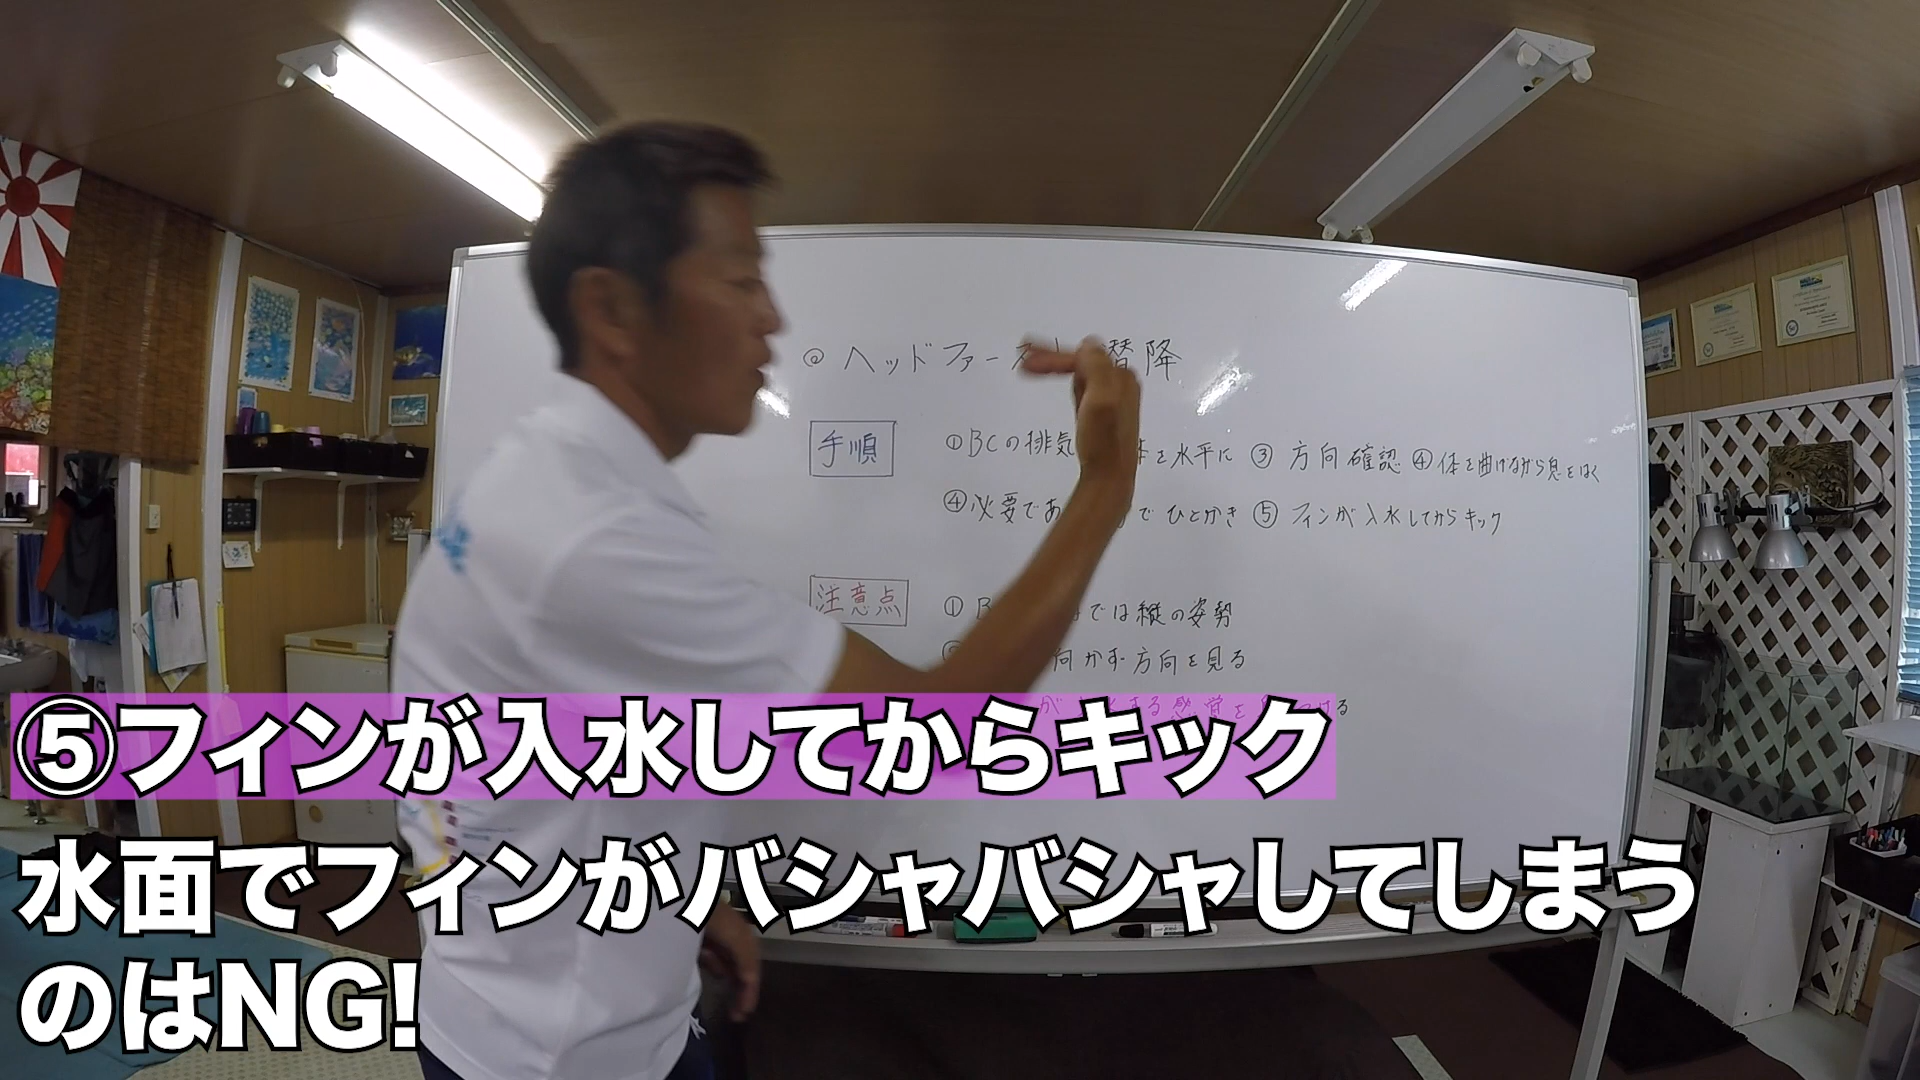 ◎ヘッドファースト潜降
手順
①BCの排気 体を水平に ③方向確認 ④体を曲げながら息をはく
④必要であ でひとかき ⑤フィンが入水してからキック
注意点
① B では縦の姿勢
向かう方向を見る
⑤フィンが入水してからキック
水面でフィンがバシャバシャしてしまう
のはNG!